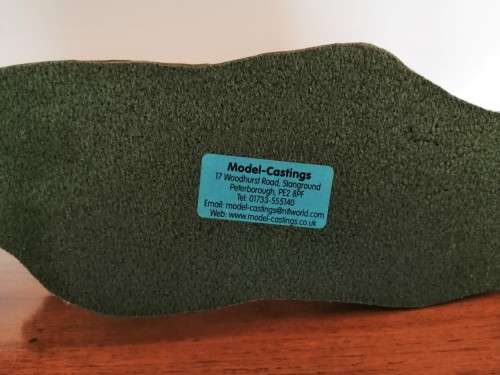 Model-Castings
17 Woodhurst Road, Stanground
Peterborough, PE2 8PF
Tel: 01733-555140
Email: model-castings@ntlworld.com
Web: www.model-castings.co.uk